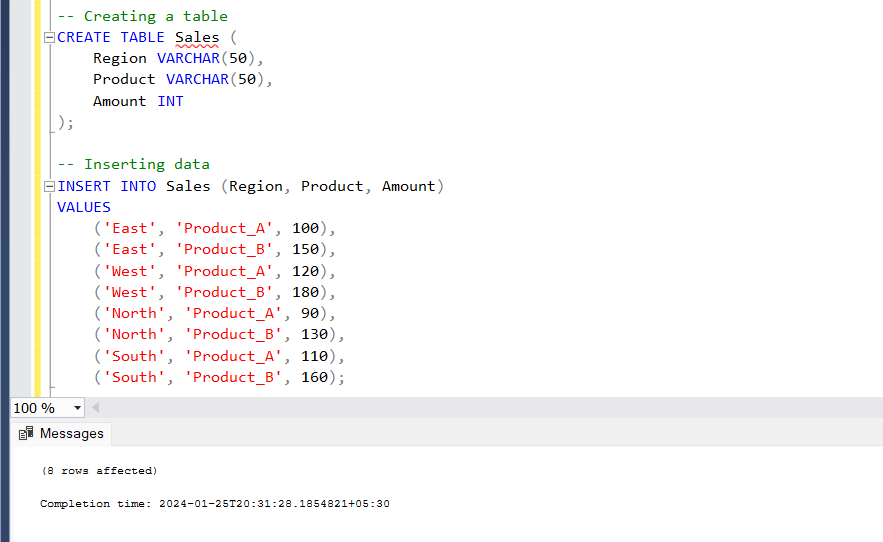 -- Creating a table
CREATE TABLE Sales (
    Region VARCHAR(50),
    Product VARCHAR(50),
    Amount INT
);
-- Inserting data
INSERT INTO Sales (Region, Product, Amount)
VALUES
    ('East', 'Product_A', 100),
    ('East', 'Product_B', 150),
    ('West', 'Product_A', 120),
    ('West', 'Product_B', 180),
    ('North', 'Product_A', 90),
    ('North', 'Product_B', 130),
    ('South', 'Product_A', 110),
    ('South', 'Product_B', 160);
100 %
Messages
(8 rows affected)
Completion time: 2024-01-25T20:31:28.1854821+05:30